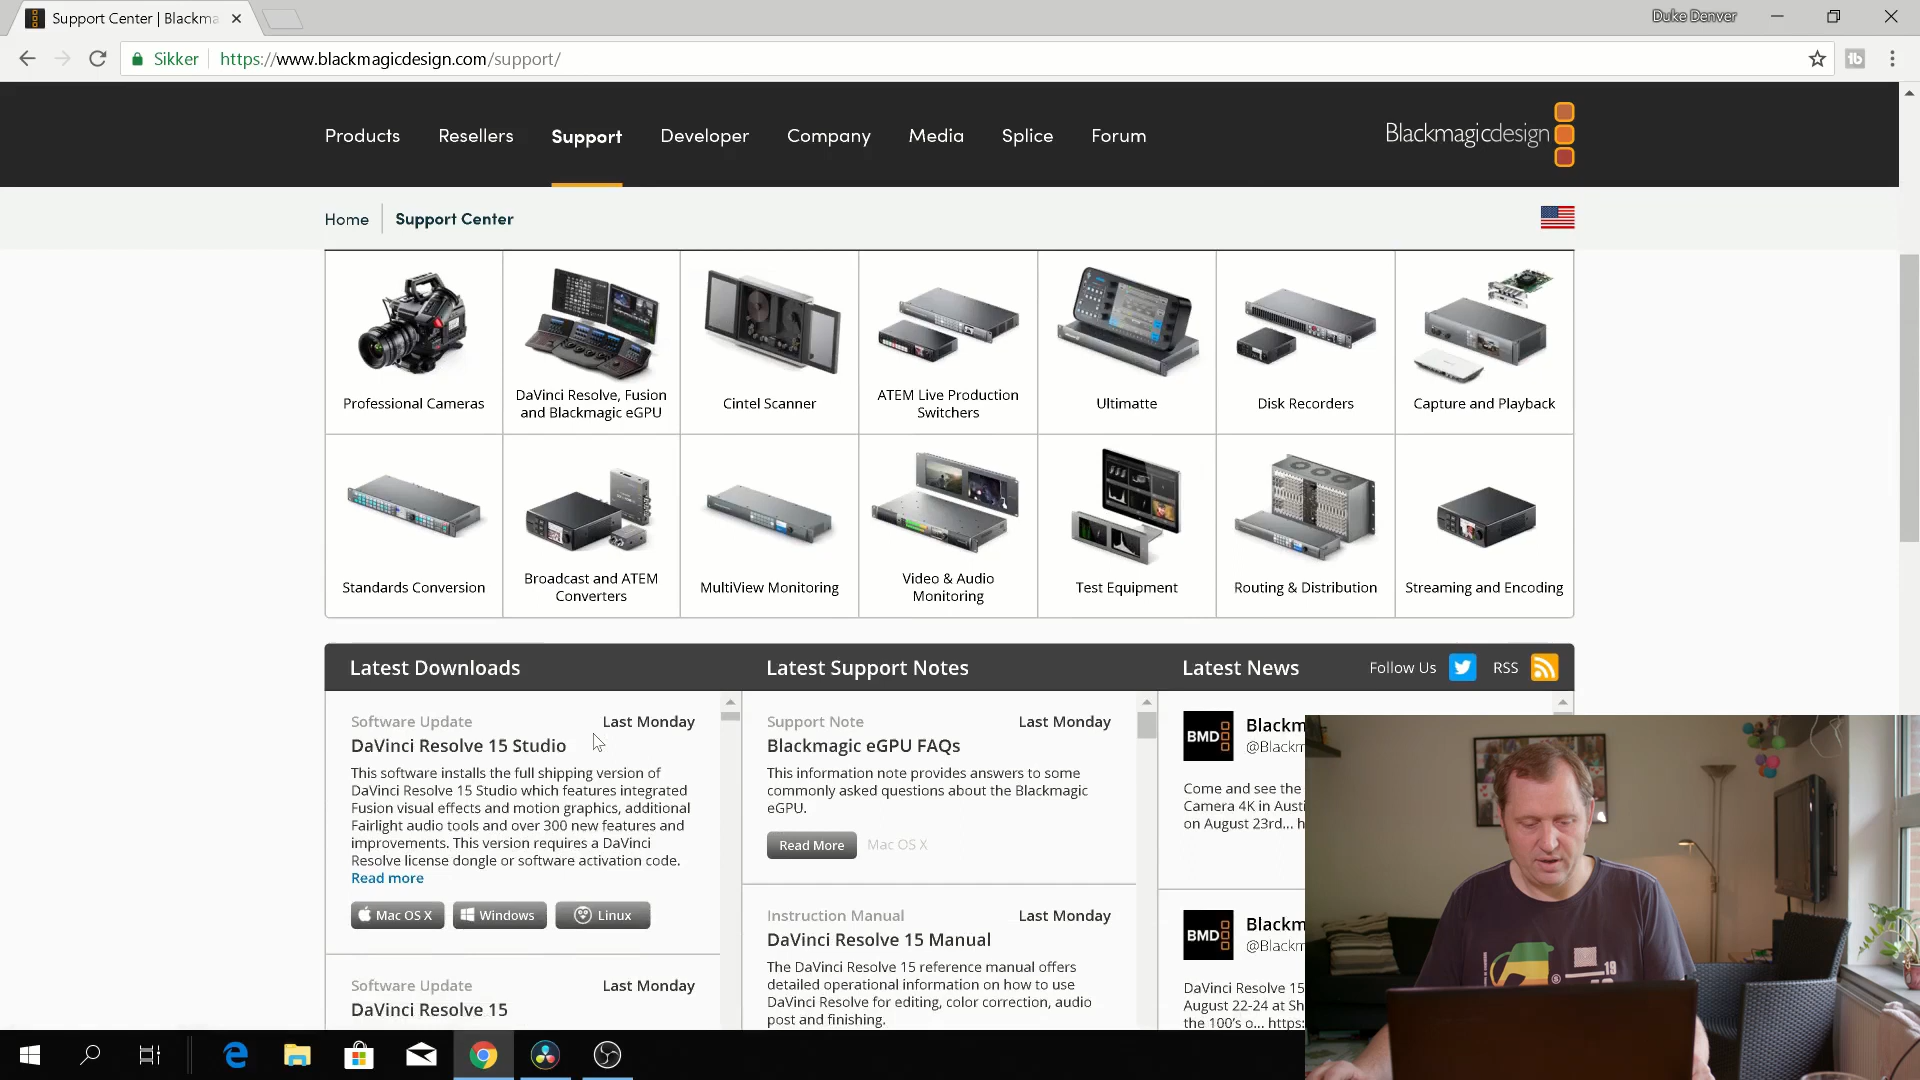 Support Center | Blackma
Duke Denver
Sikker
https://www.blackmagicdesign.com/support/
Products
Resellers
Support
Developer
Company
Media
Splice
Forum
Blackmagicdesign
Home
Support Center
Professional Cameras
DaVinci Resolve, Fusion
and Blackmagic eGPU
Cintel Scanner
ATEM Live Production
Switchers
Ultimatte
Disk Recorders
Capture and Playback
Standards Conversion
Broadcast and ATEM
Converters
MultiView Monitoring
Video & Audio
Monitoring
Test Equipment
Routing & Distribution
Streaming and Encoding
Latest Downloads
Software Update
Last Monday
DaVinci Resolve 15 Studio
This software installs the full shipping version of
DaVinci Resolve 15 Studio which features integrated
Fusion visual effects and motion graphics, additional
Fairlight audio tools and over 300 new features and
improvements. This version requires a DaVinci
Resolve license dongle or software activation code.
Read more
Mac OS X
Windows
Linux
Software Update
Last Monday
DaVinci Resolve 15
Latest Support Notes
Support Note
Last Monday
Blackmagic eGPU FAQs
This information note provides answers to some
commonly asked questions about the Blackmagic
eGPU.
Read More
Mac OS X
Instruction Manual
Last Monday
DaVinci Resolve 15 Manual
The DaVinci Resolve 15 reference manual offers
detailed operational information on how to use
DaVinci Resolve for editing, color correction, audio
post and finishing.
Latest News
Follow Us
RSS
BMD
Blackm
@Blackm
Come and see the
Camera 4K in Aust
on August 23rd... h
BMD
Blackm
@Blackm
DaVinci Resolve 15
August 22-24 at Sh
the 100's o... https:
19